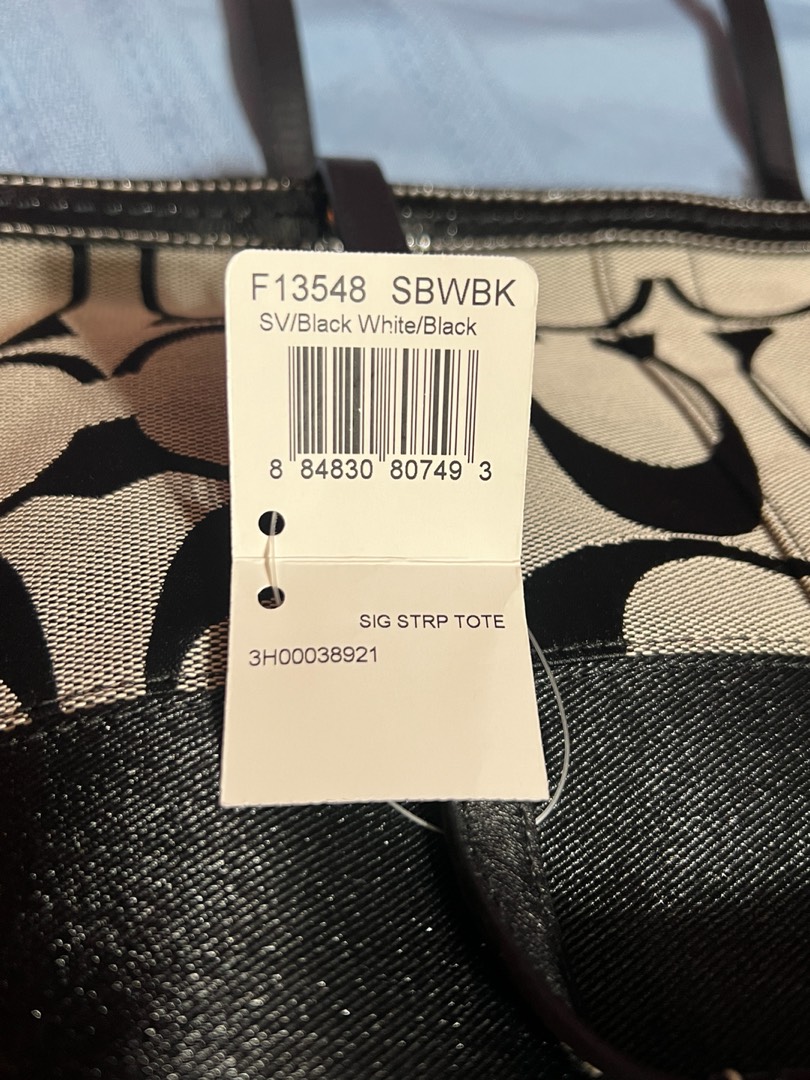 F13548 SBWBK
SV/Black White/Black
8 84830 80749 3
SIG STRP TOTE
3H00038921